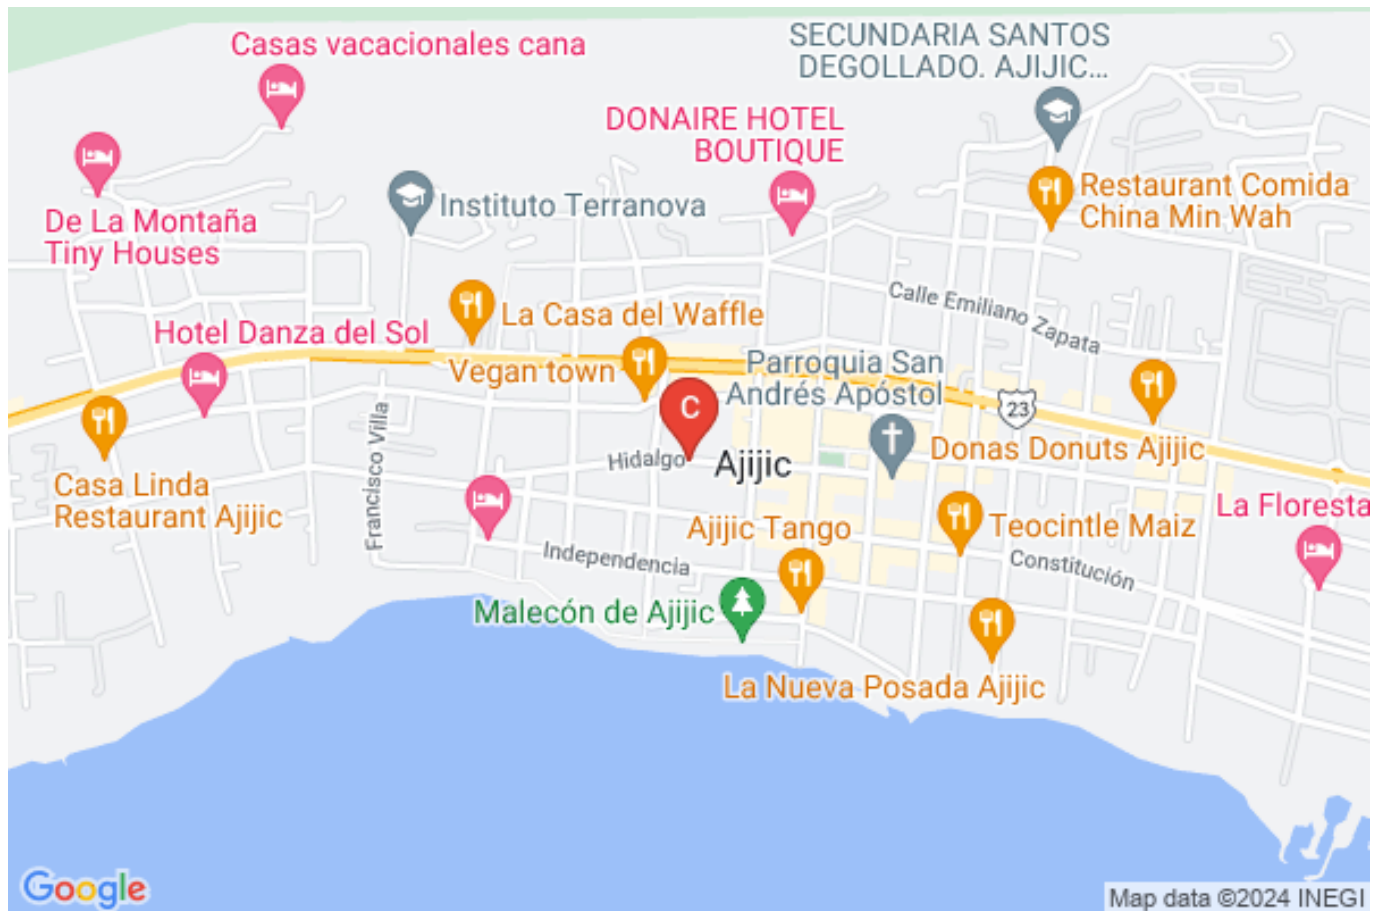 Casas vacacionales cana
SECUNDARIA SANTOS
DEGOLLADO. AJIJIC...
DONAIRE HOTEL
BOUTIQUE
De La Montaña
Tiny Houses
Instituto Terranova
Restaurant Comida
China Min Wah
Calle Emiliano Zapata
La Casa del Waffle
Hotel Danza del Sol
Vegan town
Parroquia San
Andrés Apóstol
23
C
Francisco Villa
Hidalgo
Ajijic
Donas Donuts Ajijic
Casa Linda
Restaurant Ajijic
La Floresta
Ajijic Tango
Teocintle Maiz
Independencia
Constitución
Malecón de Ajijic
La Nueva Posada Ajijic
Google
Map data ©2024 INEGI